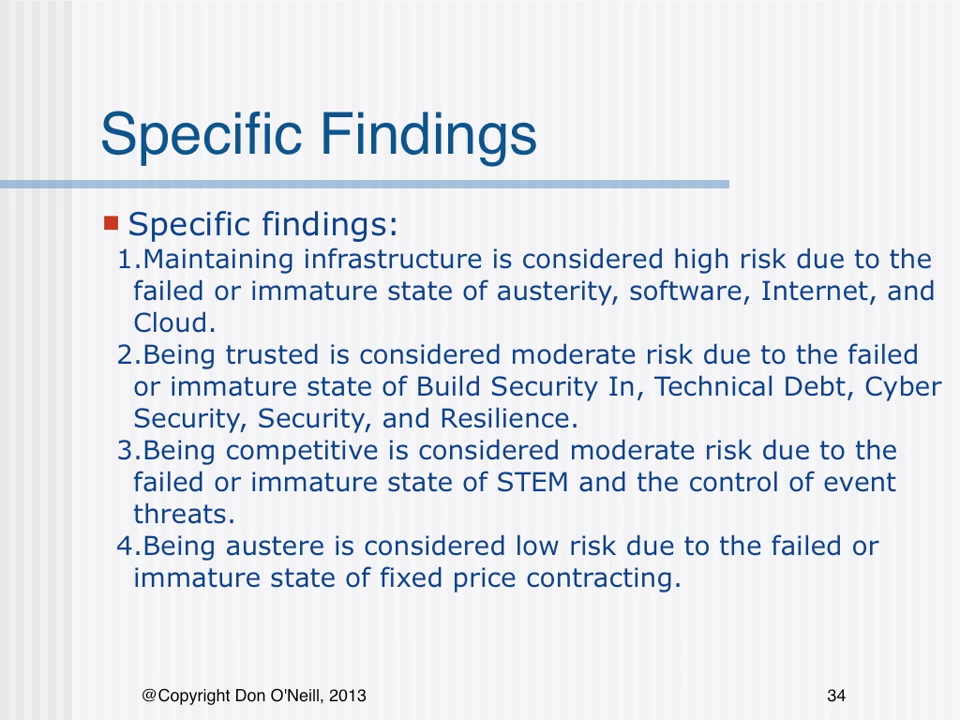 Specific Findings
Specific findings:
1.Maintaining infrastructure is considered high risk due to the
failed or immature state of austerity, software, Internet, and
Cloud.
2.Being trusted is considered moderate risk due to the failed
or immature state of Build Security In, Technical Debt, Cyber
Security, Security, and Resilience.
3.Being competitive is considered moderate risk due to the
failed or immature state of STEM and the control of event
threats.
4.Being austere is considered low risk due to the failed or
immature state of fixed price contracting.
@Copyright Don O'Neill, 2013
34